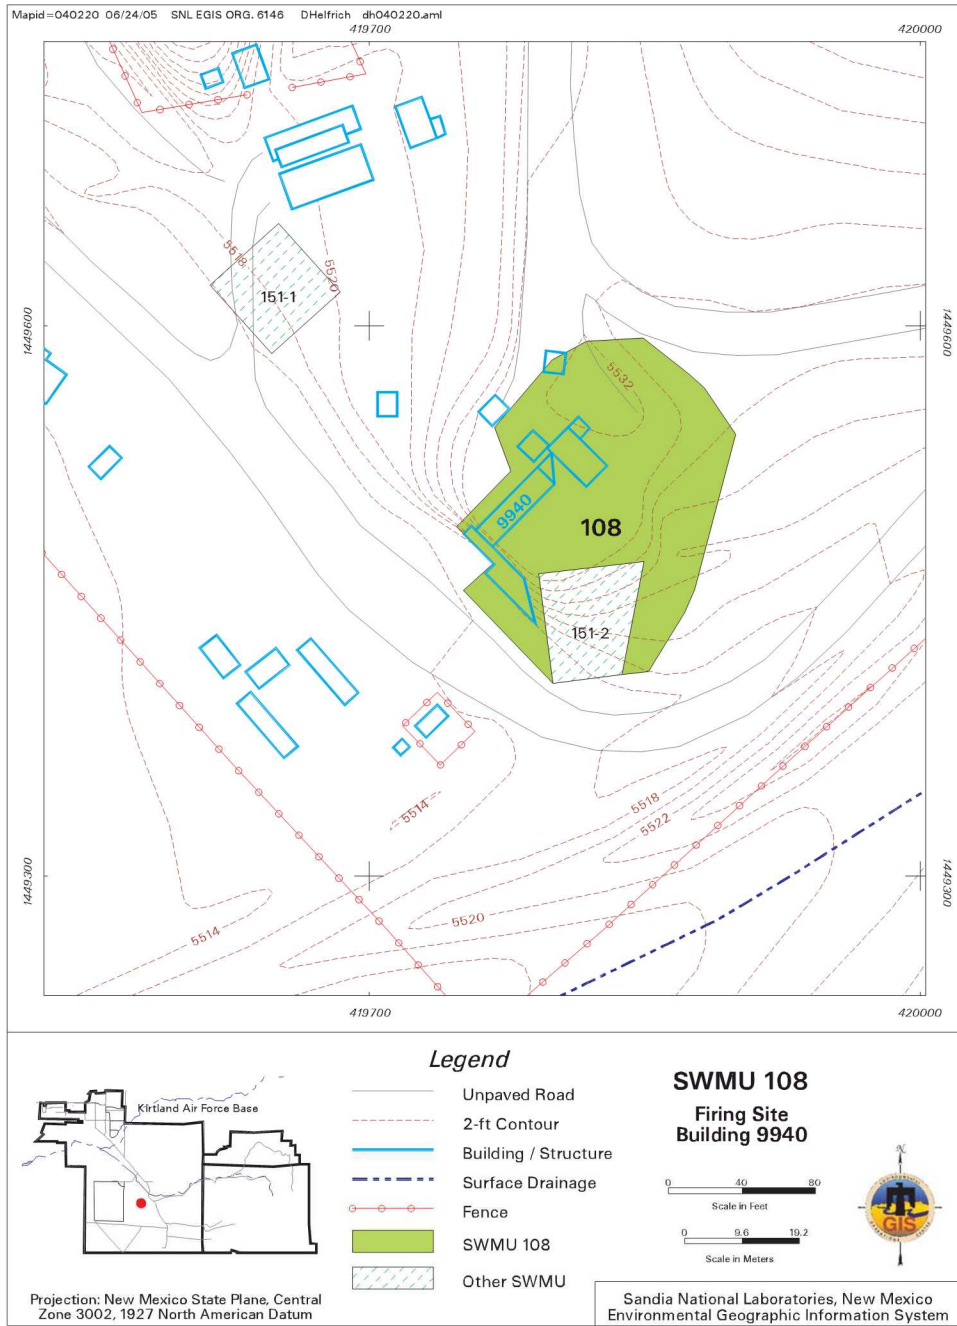 Mapid=040220 06/24/05 SNL EGIS ORG. 6146 DHelfrich dh040220.aml
419700 420000
5518
5520
151-1
1449600 1449600
5532
9940
108
151-2
5514
5518
5522
1449300 1449300
5520
5514
419700 420000
Legend
Unpaved Road
2-ft Contour
Building / Structure
Surface Drainage
Fence
SWMU 108
Other SWMU
Kirtland Air Force Base
Projection: New Mexico State Plane, Central
Zone 3002, 1927 North American Datum
SWMU 108
Firing Site
Building 9940
0 40 80
Scale in Feet
0 9.6 19.2
Scale in Meters
N
GIS
Sandia National Laboratories, New Mexico
Environmental Geographic Information System